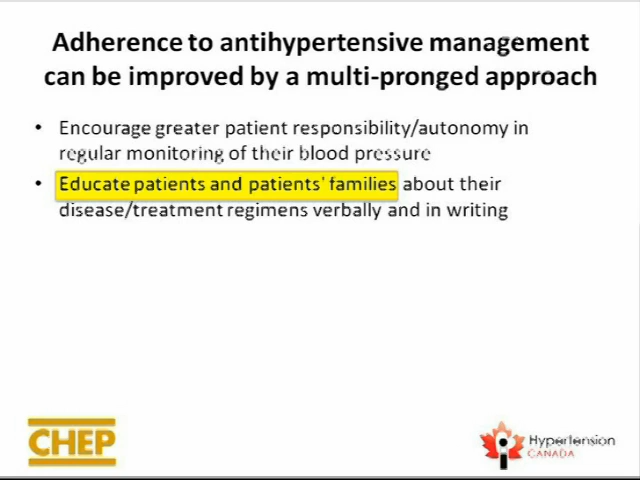 Adherence to antihypertensive management
can be improved by a multi-pronged approach
• Encourage greater patient responsibility/autonomy in
regular monitoring of their blood pressure
• Educate patients and patients' families about their
disease/treatment regimens verbally and in writing
CHEP
Hypertension
CANADA